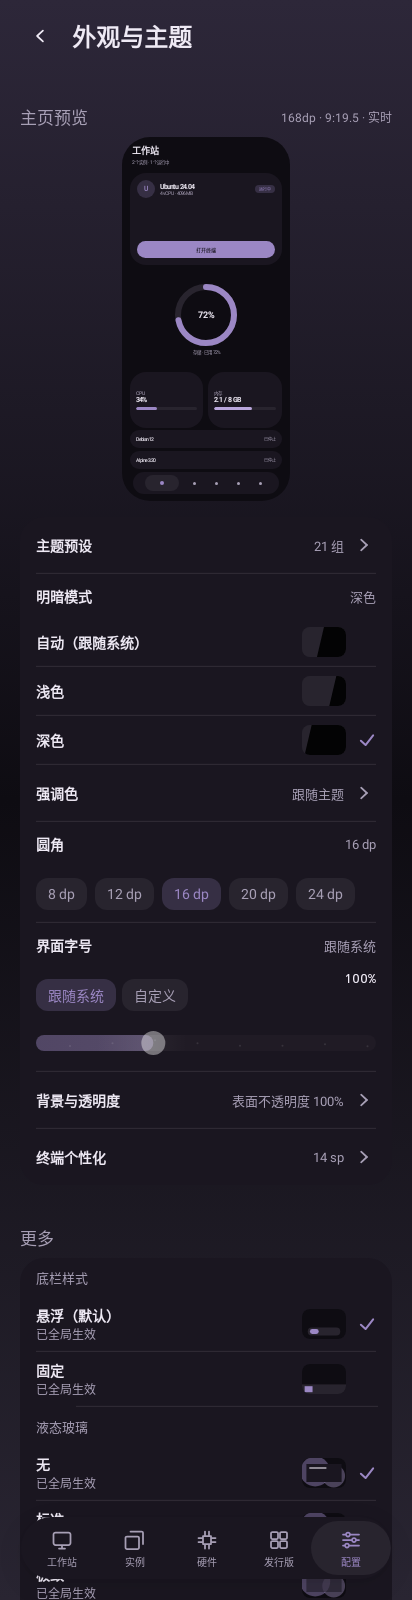 外观与主题
主页预览
168dp · 9:19.5 · 实时
工作站
U
Ubuntu 24.04
打开终端
72%
CPU
34%
内存
2.1 / 8 GB
Debian 12
已停止
Alpine 3.20
已停止
主题预设
21 组
明暗模式
深色
自动（跟随系统）
浅色
深色
强调色
跟随主题
圆角
16 dp
8 dp
12 dp
16 dp
20 dp
24 dp
界面字号
跟随系统
100%
跟随系统
自定义
背景与透明度
表面不透明度 100%
终端个性化
14 sp
更多
底栏样式
悬浮（默认）
已全局生效
固定
已全局生效
液态玻璃
无
已全局生效
工作站
实例
硬件
发行版
配置
已全局生效